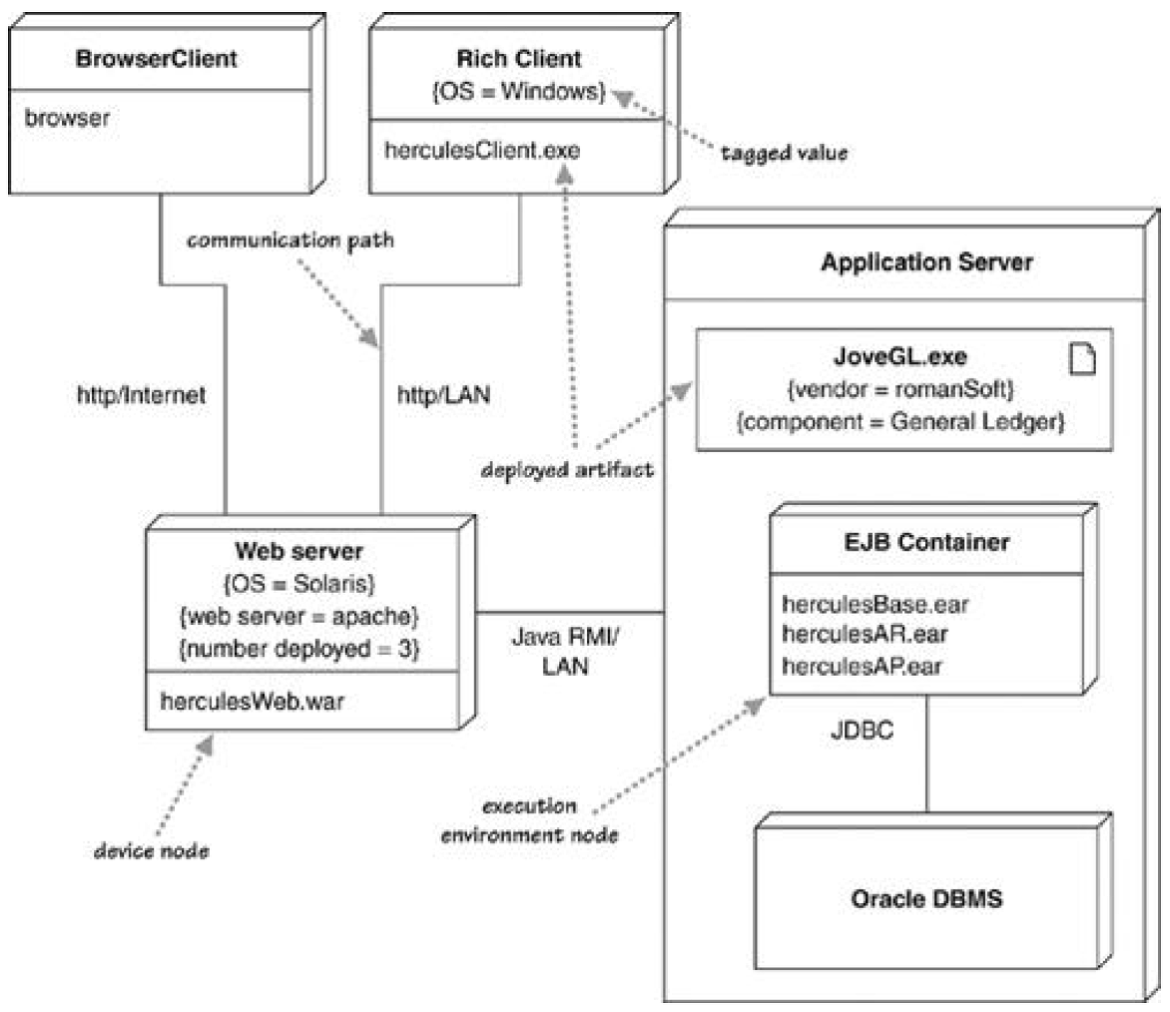 BrowserClient
browser
Rich Client
{OS = Windows}
herculesClient.exe
tagged value
communication path
http/Internet
http/LAN
deployed artifact
Application Server
JoveGL.exe
{vendor = romanSoft}
{component = General Ledger}
Web server
{OS = Solaris}
{web server = apache}
{number deployed = 3}
herculesWeb.war
Java RMI/
LAN
EJB Container
herculesBase.ear
herculesAR.ear
herculesAP.ear
JDBC
device node
execution
environment node
Oracle DBMS